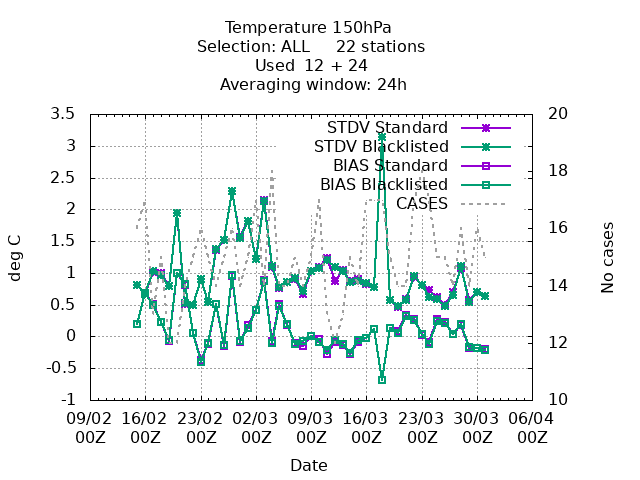 Temperature 150hPa
Selection: ALL 22 stations
Used 12 + 24
Averaging window: 24h
STDV Standard
STDV Blacklisted
BIAS Standard
BIAS Blacklisted
CASES
deg C
3.5
3
2.5
2
1.5
1
0.5
0
-0.5
-1
No cases
20
18
16
14
12
10
09/02 16/02 23/02 02/03 09/03 16/03 23/03 30/03 06/04
00Z 00Z 00Z 00Z 00Z 00Z 00Z 00Z 00Z
Date